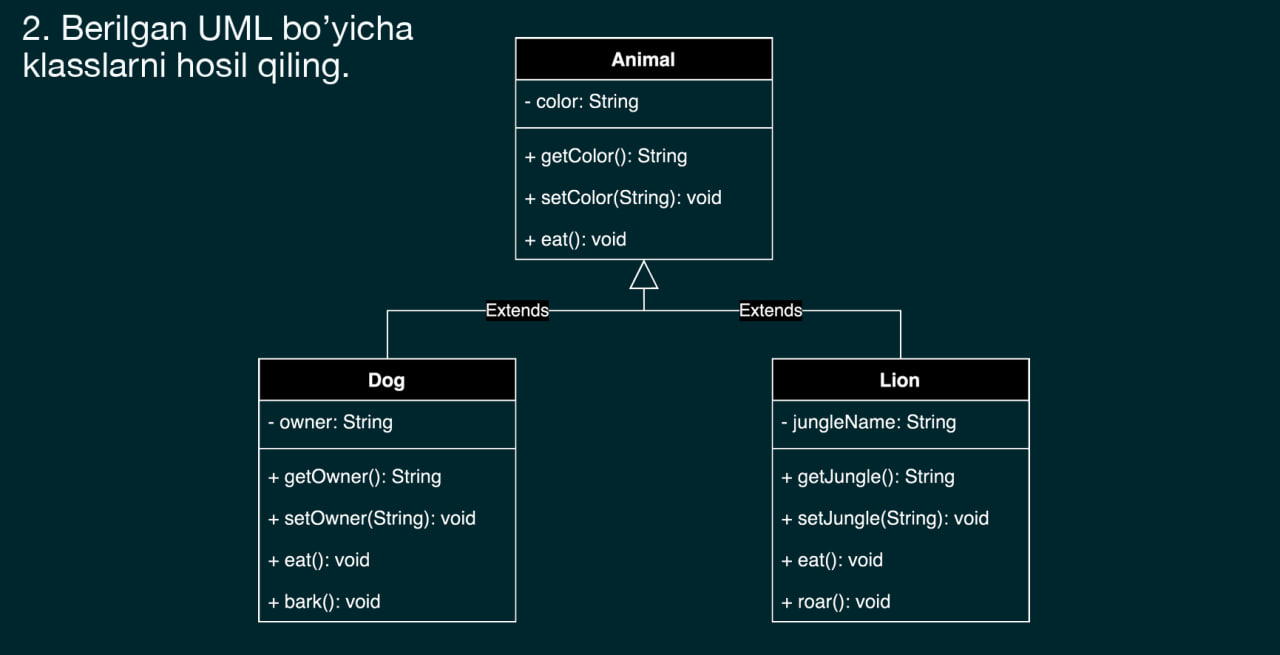 2. Berilgan UML bo’yicha
klasslarni hosil qiling.
Animal
- color: String
+ getColor(): String
+ setColor(String): void
+ eat(): void
Extends
Extends
Dog
- owner: String
+ getOwner(): String
+ setOwner(String): void
+ eat(): void
+ bark(): void
Lion
- jungleName: String
+ getJungle(): String
+ setJungle(String): void
+ eat(): void
+ roar(): void